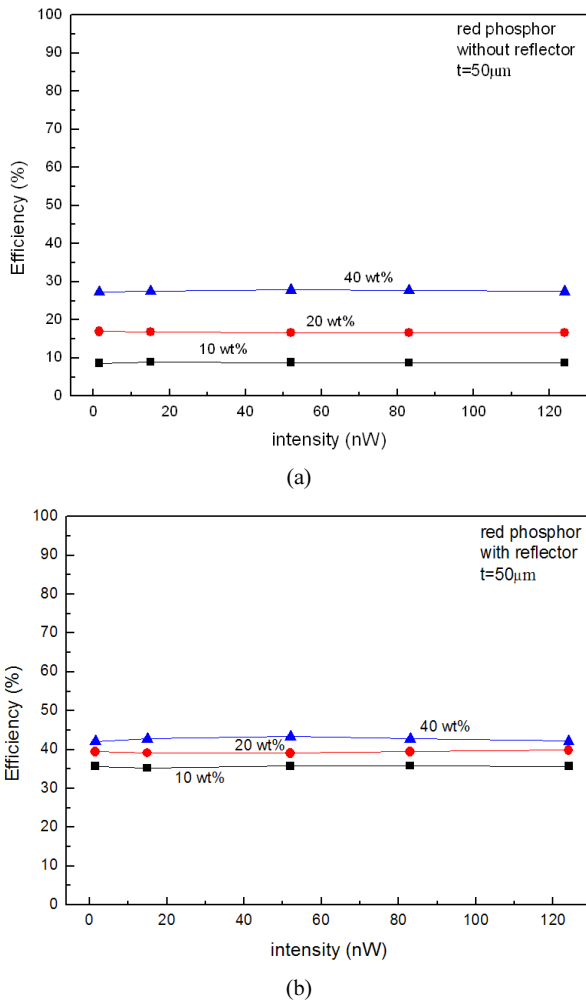 100
90
80
70
60
50
40
30
20
10
0
Efficiency (%)
red phosphor
without reflector
t=50μm
40 wt%
20 wt%
10 wt%
0 20 40 60 80 100 120
intensity (nW)
(a)
100
90
80
70
60
50
40
30
20
10
0
Efficiency (%)
red phosphor
with reflector
t=50μm
40 wt%
20 wt%
10 wt%
0 20 40 60 80 100 120
intensity (nW)
(b)